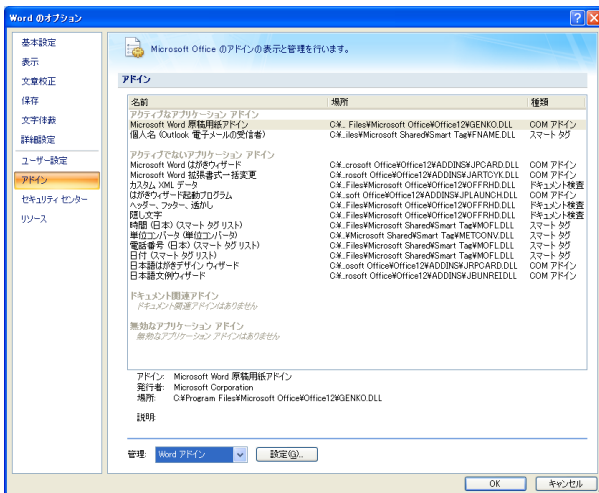 Word のオプション
基本設定
表示
文章校正
保存
文字体裁
詳細設定
ユーザー設定
アドイン
セキュリティ センター
リソース
Microsoft Office のアドインの表示と管理を行います。
アドイン
名前 場所 種類
アクティブなアプリケーション アドイン
Microsoft Word 原稿用紙アドイン C:¥... Files¥Microsoft Office¥Office12¥GENKO.DLL COM アドイン
個人名 (Outlook 電子メールの受信者) C:¥...iles¥Microsoft Shared¥Smart Tag¥FNAME.DLL スマート タグ
アクティブでないアプリケーション アドイン
Microsoft Word はがきウィザード C:¥...crosoft Office¥Office12¥ADDINS¥JPCARD.DLL COM アドイン
Microsoft Word 拡張書式一括変更 C:¥...rosoft Office¥Office12¥ADDINS¥JARTCYK.DLL COM アドイン
カスタム XML データ C:¥...Files¥Microsoft Office¥Office12¥OFFRHD.DLL ドキュメント検査
はがきウィザード起動プログラム C:¥...soft Office¥Office12¥ADDINS¥JPLAUNCH.DLL COM アドイン
ヘッダー、フッター、透かし C:¥...Files¥Microsoft Office¥Office12¥OFFRHD.DLL ドキュメント検査
隠し文字 C:¥...Files¥Microsoft Office¥Office12¥OFFRHD.DLL ドキュメント検査
時間 (日本) (スマート タグ リスト) C:¥...Files¥Microsoft Shared¥Smart Tag¥MOFL.DLL スマート タグ
単位コンバータ (単位コンバータ) C:¥...¥Microsoft Shared¥Smart Tag¥METCONV.DLL スマート タグ
電話番号 (日本) (スマート タグ リスト) C:¥...Files¥Microsoft Shared¥Smart Tag¥MOFL.DLL スマート タグ
日付 (スマート タグ リスト) C:¥...Files¥Microsoft Shared¥Smart Tag¥MOFL.DLL スマート タグ
日本語はがきデザイン ウィザード C:¥...osoft Office¥Office12¥ADDINS¥JRPCARD.DLL COM アドイン
日本語文例ウィザード C:¥...rosoft Office¥Office12¥ADDINS¥JBUNREI.DLL COM アドイン
ドキュメント関連アドイン
ドキュメント関連アドインはありません
無効なアプリケーション アドイン
無効なアプリケーション アドインはありません
アドイン: Microsoft Word 原稿用紙アドイン
発行者: Microsoft Corporation
場所: C:¥Program Files¥Microsoft Office¥Office12¥GENKO.DLL
説明:
管理: Word アドイン 設定(G)...
OK キャンセル